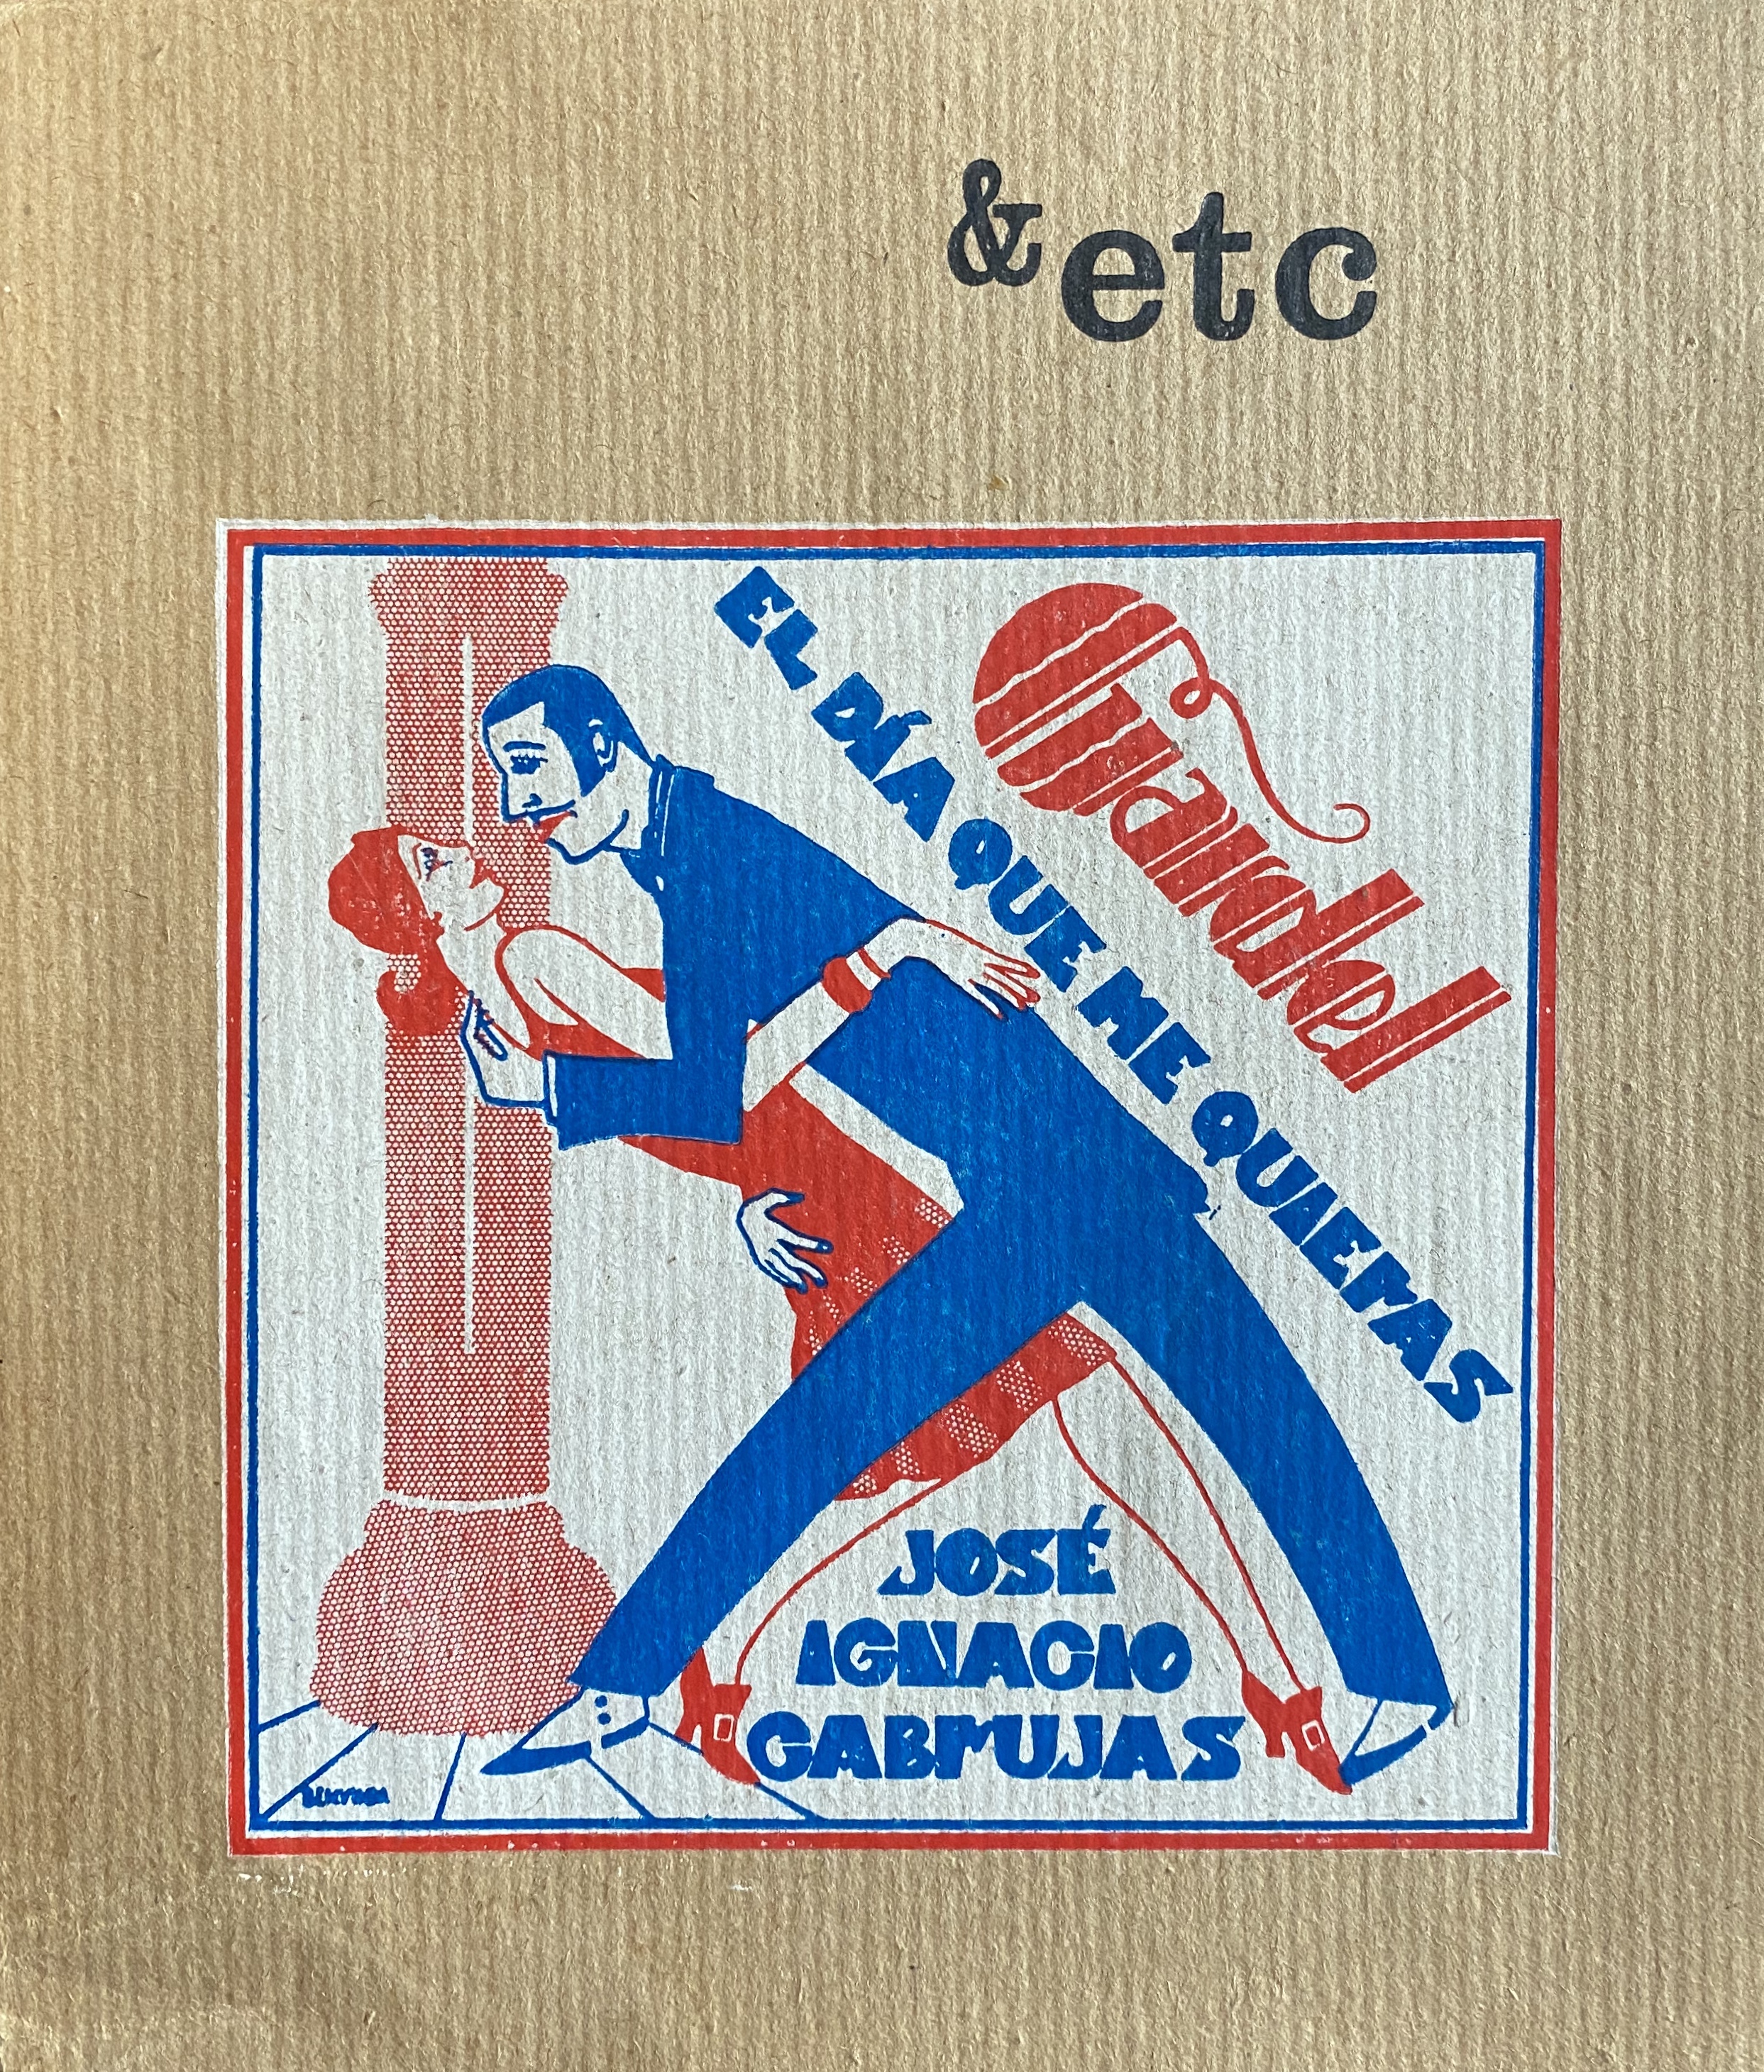 &etc
EL DÍA QUE ME QUIERAS
Gardel
JOSÉ
IGNACIO
CABRUJAS